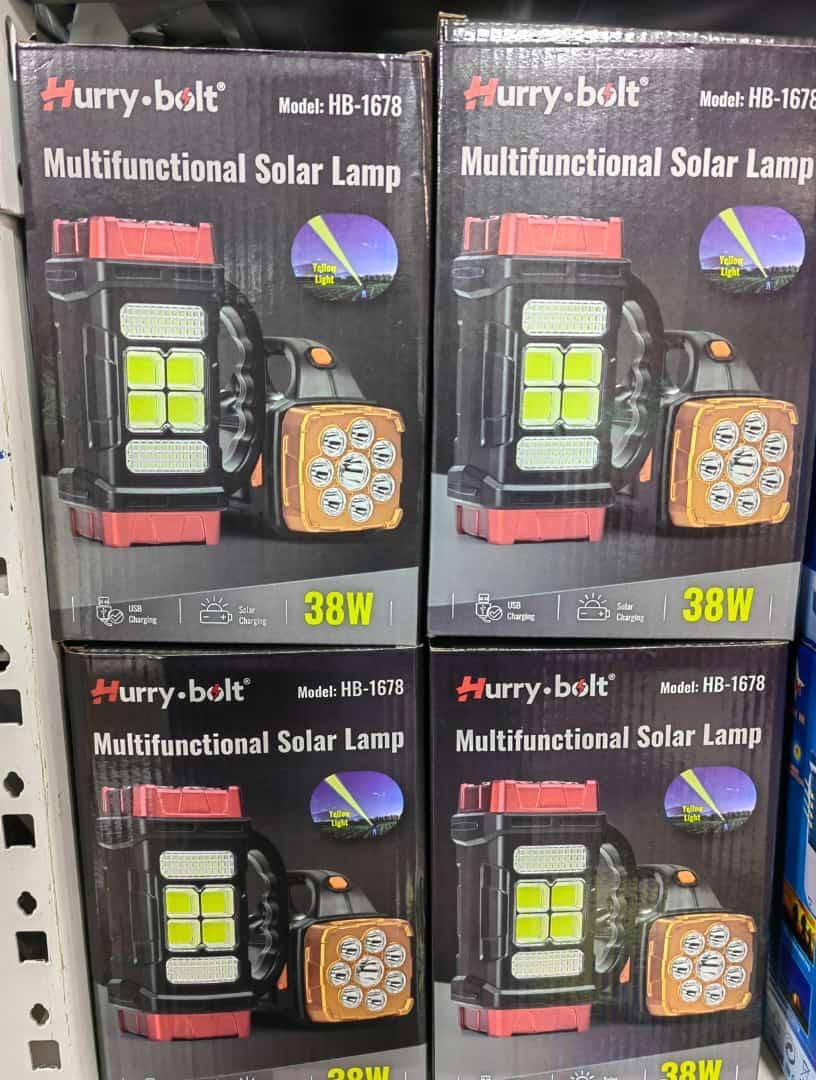 Hurry·bolt®
Model: HB-1678
Multifunctional Solar Lamp
Yellow
Light
USB
Charging
Solar
Charging
38W
Hurry·bolt®
Model: HB-1678
Multifunctional Solar Lamp
Yellow
Light
USB
Charging
Solar
Charging
38W
Hurry·bolt®
Model: HB-1678
Multifunctional Solar Lamp
Yellow
Light
38W
Hurry·bolt®
Model: HB-1678
Multifunctional Solar Lamp
Yellow
Light
38W